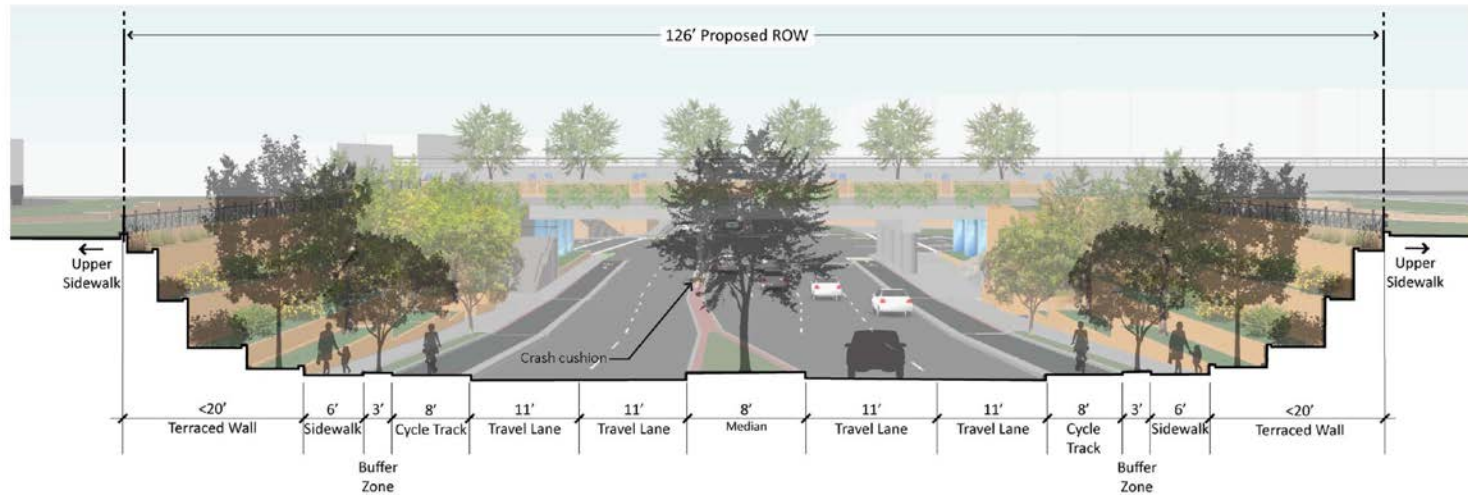 126’ Proposed ROW
Upper
Sidewalk
Upper
Sidewalk
Crash cushion
<20’
Terraced Wall
6’
Sidewalk
3’
Buffer
Zone
8’
Cycle Track
11’
Travel Lane
11’
Travel Lane
8’
Median
11’
Travel Lane
11’
Travel Lane
8’
Cycle
Track
3’
Buffer
Zone
6’
Sidewalk
<20’
Terraced Wall